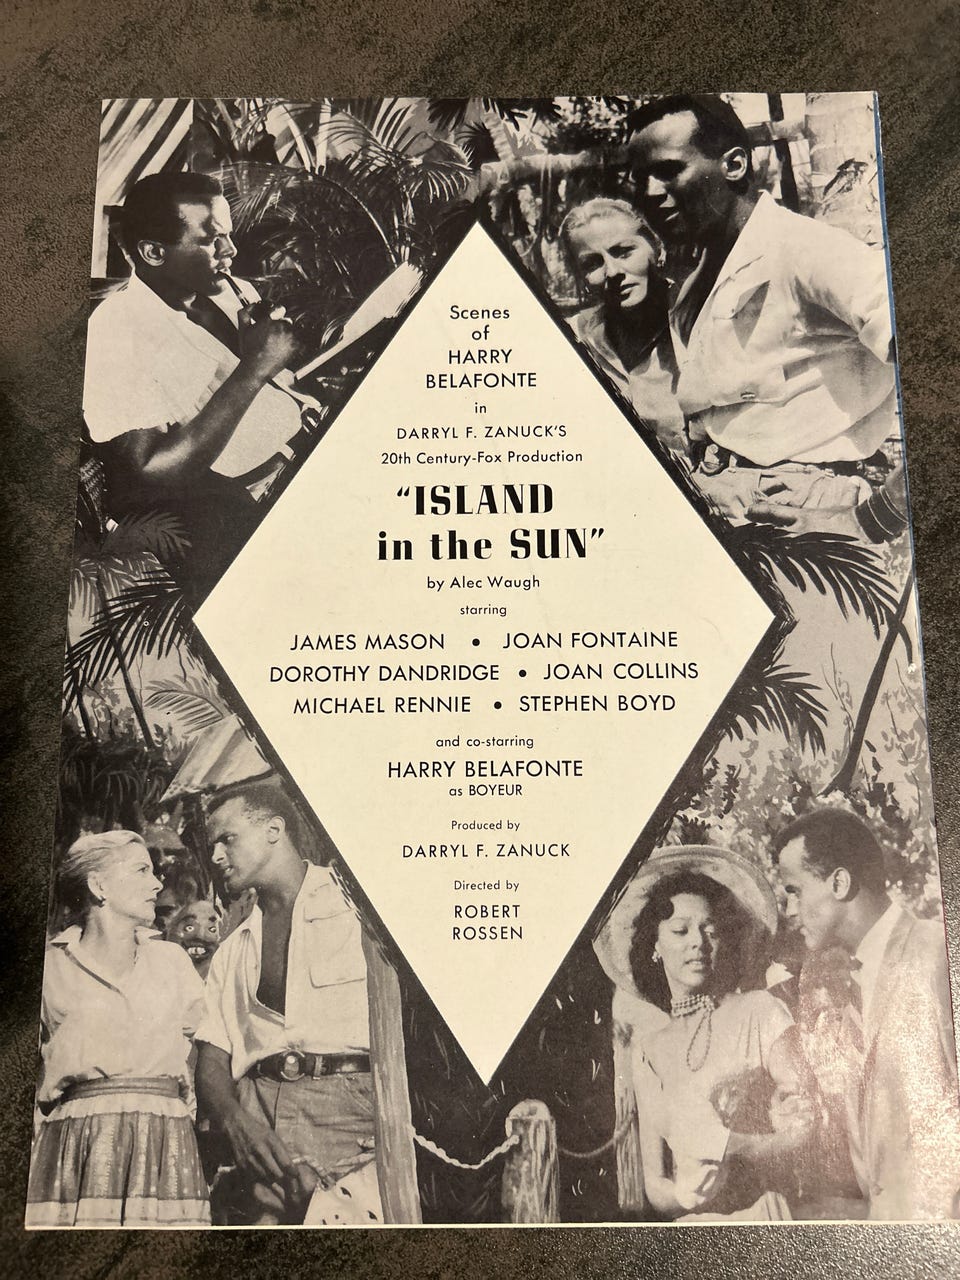 Scenes
of
HARRY
BELAFONTE
in
DARRYL F. ZANUCK'S
20th Century-Fox Production
“ISLAND
in the SUN”
by Alec Waugh
starring
JAMES MASON • JOAN FONTAINE
DOROTHY DANDRIDGE • JOAN COLLINS
MICHAEL RENNIE • STEPHEN BOYD
and co-starring
HARRY BELAFONTE
as BOYEUR
Produced by
DARRYL F. ZANUCK
Directed by
ROBERT
ROSSEN